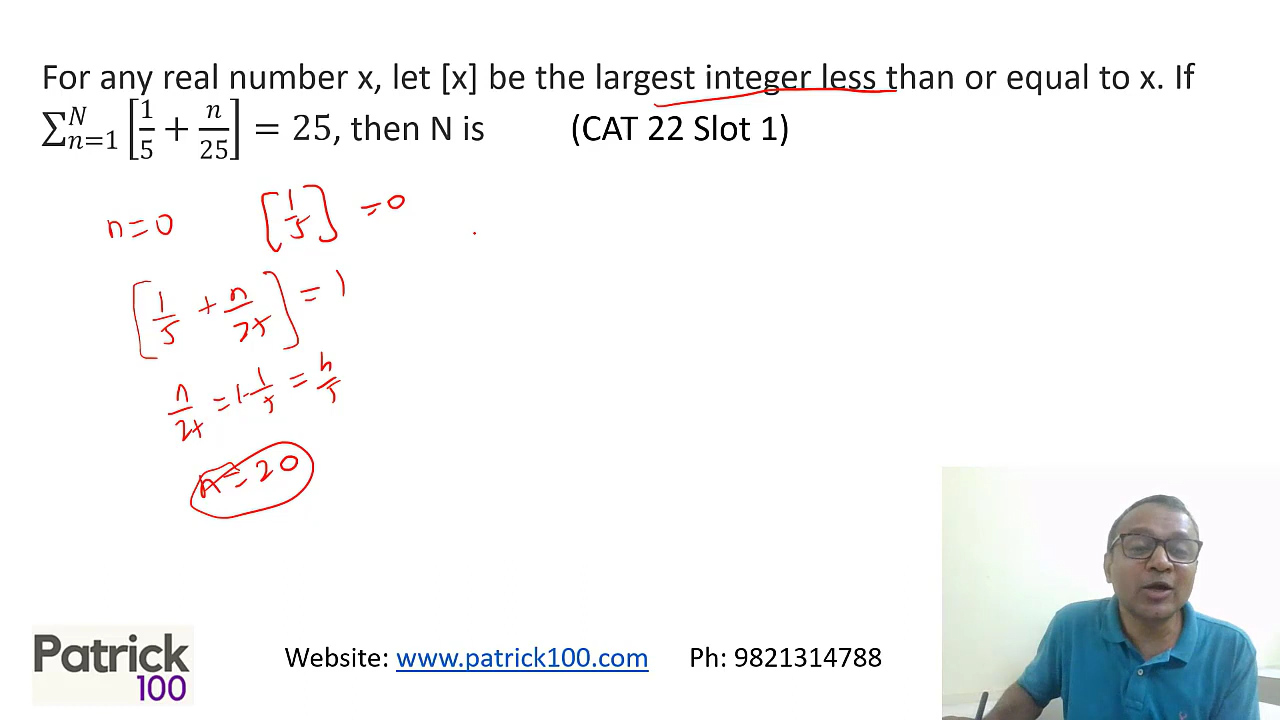 For any real number x, let [x] be the largest integer less than or equal to x. If
∑_{n=1}^{N} [1/5 + n/25] = 25, then N is (CAT 22 Slot 1)
n=0 [1/5] =0
[1/5 + n/25] = 1
n/25 = 1-1/5 = 4/5
n=20
Patrick
100
Website: www.patrick100.com Ph: 9821314788